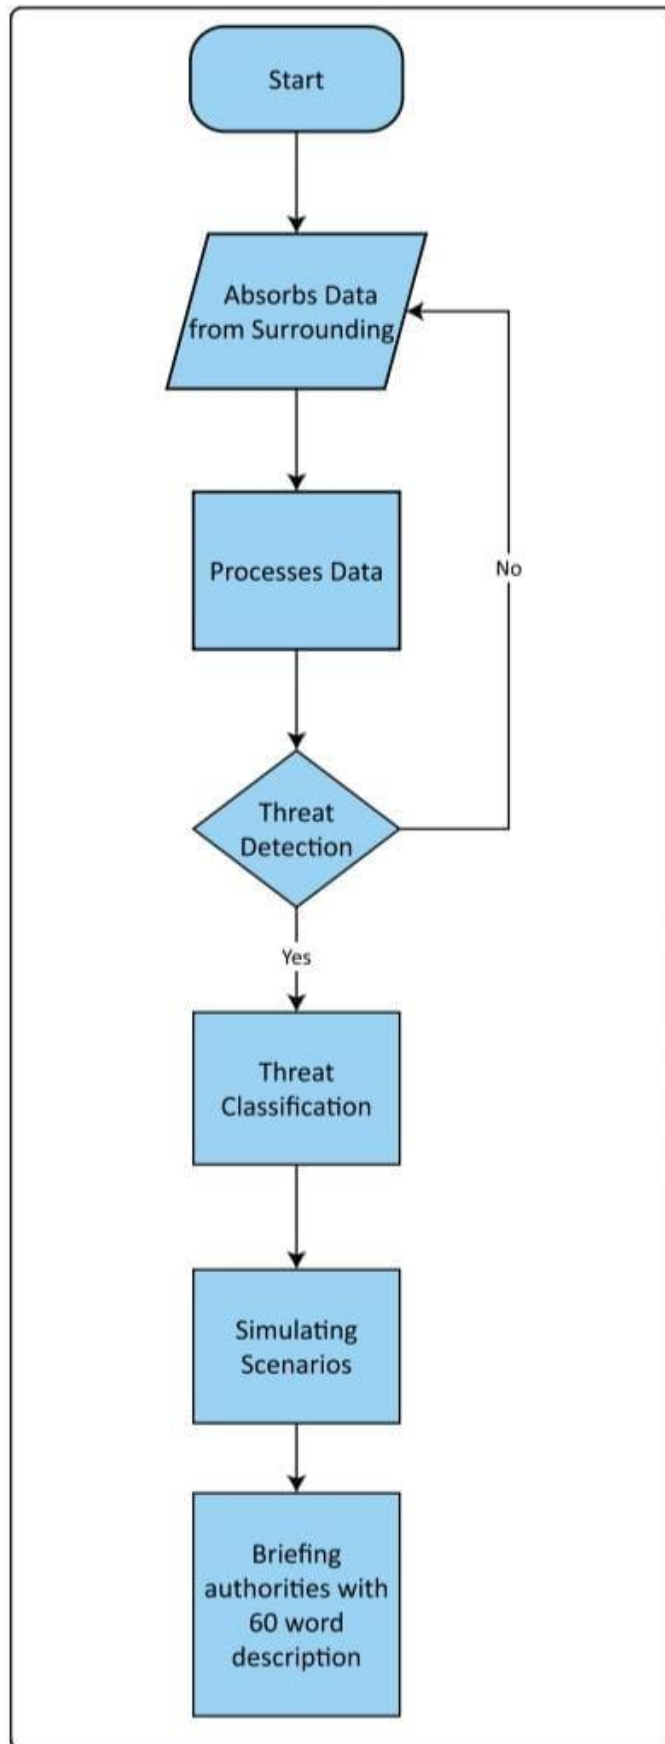 Start
Absorbs Data
from Surrounding
Processes Data
No
Threat
Detection
Yes
Threat
Classification
Simulating
Scenarios
Briefing
authorities with
60 word
description